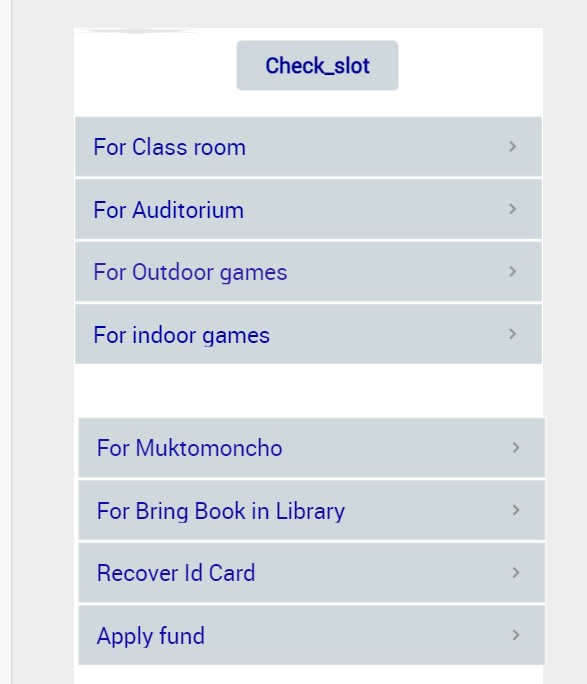 Check_slot
For Class room
For Auditorium
For Outdoor games
For indoor games
For Muktomoncho
For Bring Book in Library
Recover Id Card
Apply fund